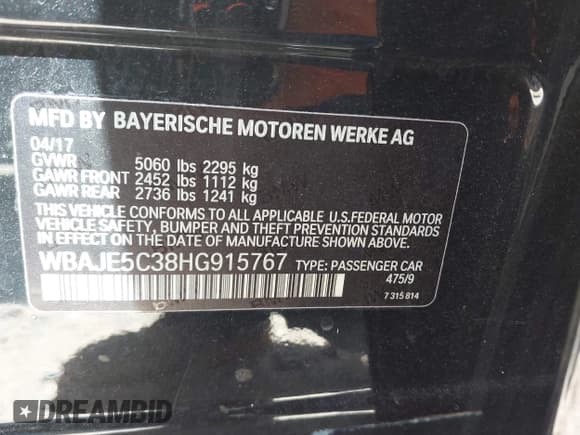 MFD BY BAYERISCHE MOTOREN WERKE AG
04/17
GVWR 5060 lbs 2295 kg
GAWR FRONT 2452 lbs 1112 kg
GAWR REAR 2736 lbs 1241 kg
THIS VEHICLE CONFORMS TO ALL APPLICABLE U.S.FEDERAL MOTOR
VEHICLE SAFETY, BUMPER AND THEFT PREVENTION STANDARDS
IN EFFECT ON THE DATE OF MANUFACTURE SHOWN ABOVE.
WBAJE5C38HG915767 TYPE: PASSENGER CAR
475/9
7 315 814
DREAMBID